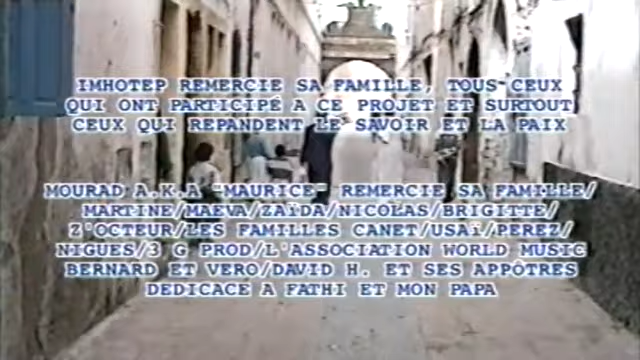 IMHOTEP REMERCIE SA FAMILLE, TOUS CEUX
QUI ONT PARTICIPÉ A CE PROJET ET SURTOUT
CEUX QUI REPANDENT LE SAVOIR ET LA PAIX
MOURAD A.K.A "MAURICE" REMERCIE SA FAMILLE/
MARTINE/MAEVA/ZAÏDA/NICOLAS/BRIGITTE/
Z'OCTEUR/LES FAMILLES CANET/USAï/PEREZ/
NIGUES/3 G PROD/L'ASSOCIATION WORLD MUSIC
BERNARD ET VERO/DAVID H. ET SES APPÔTRES
DEDICACE A FATHI ET MON PAPA